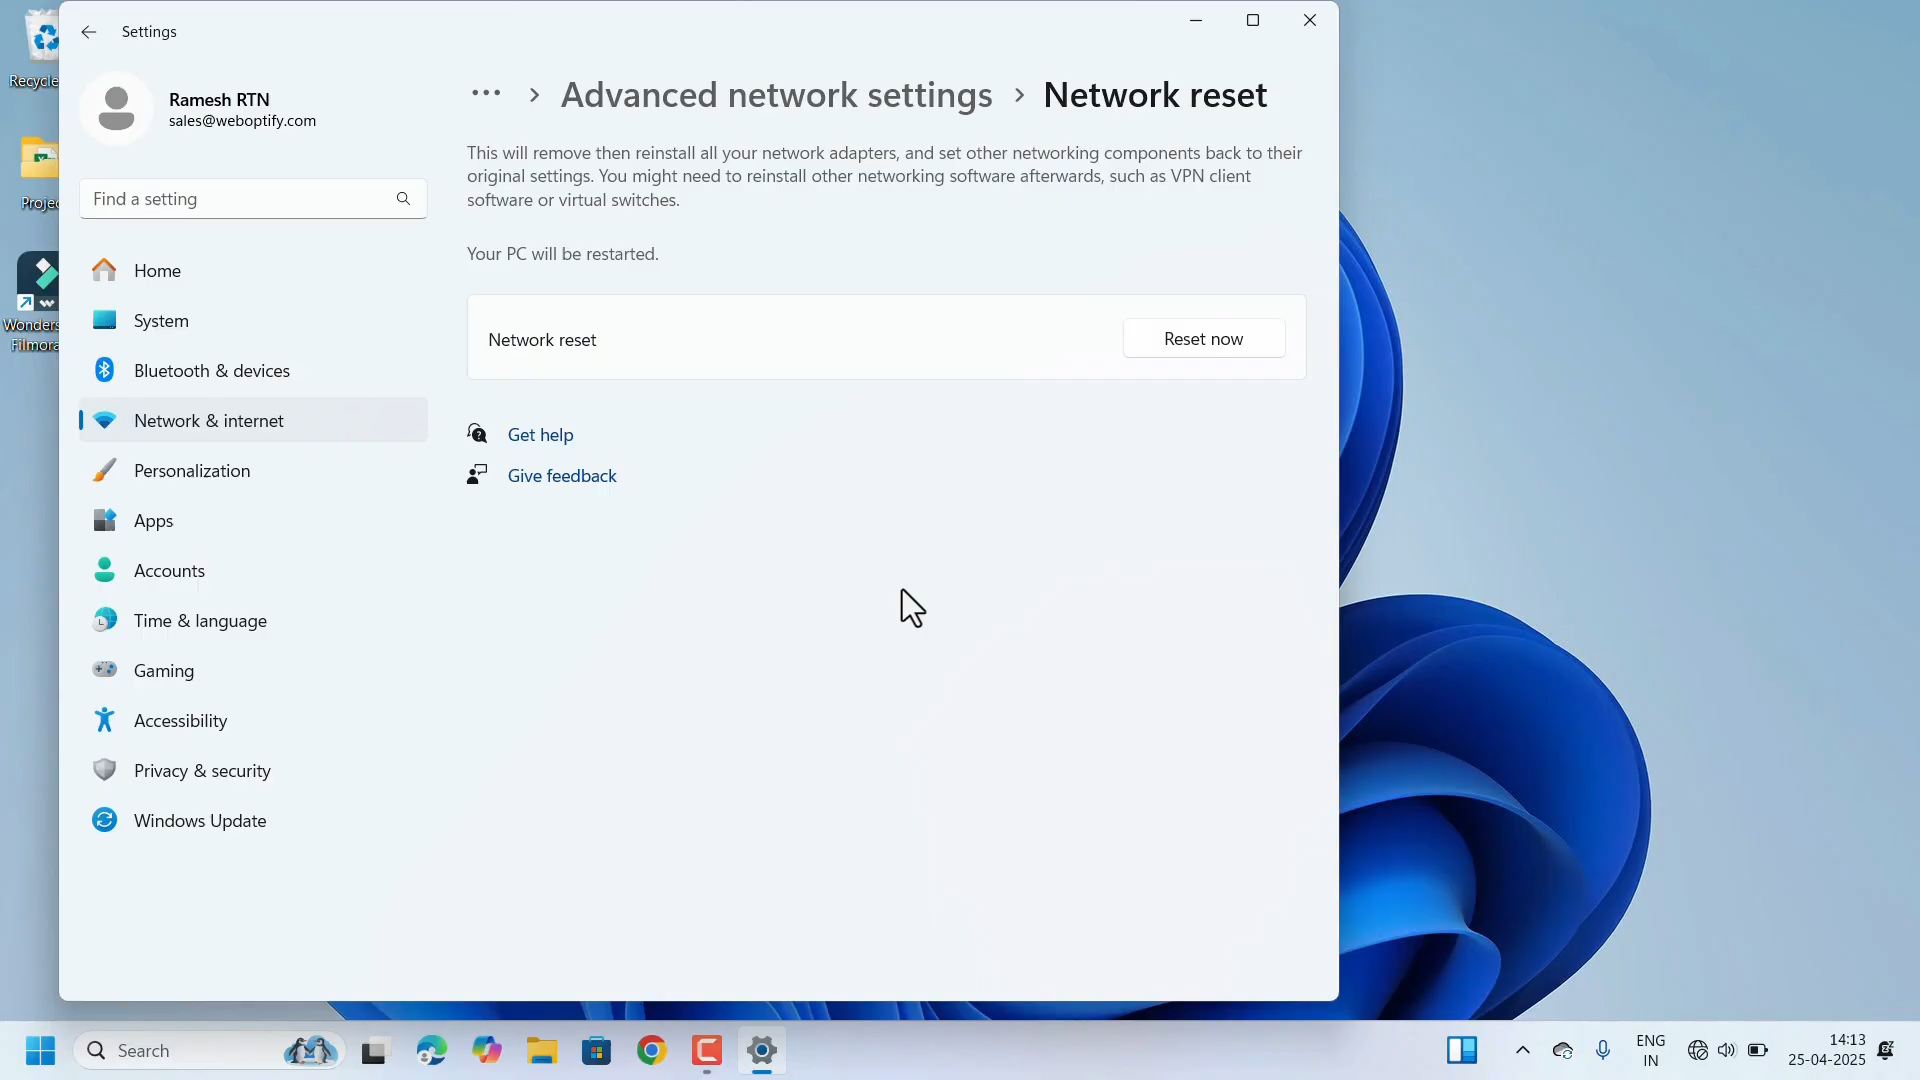 Settings
Ramesh RTN
sales@weboptify.com
Find a setting
Home
System
Bluetooth & devices
Network & internet
Personalization
Apps
Accounts
Time & language
Gaming
Accessibility
Privacy & security
Windows Update
... > Advanced network settings > Network reset
This will remove then reinstall all your network adapters, and set other networking components back to their
original settings. You might need to reinstall other networking software afterwards, such as VPN client
software or virtual switches.
Your PC will be restarted.
Network reset
Reset now
Get help
Give feedback
Recycle
Projec
Wonders
Filmora
Search
ENG
IN
14:13
25-04-2025